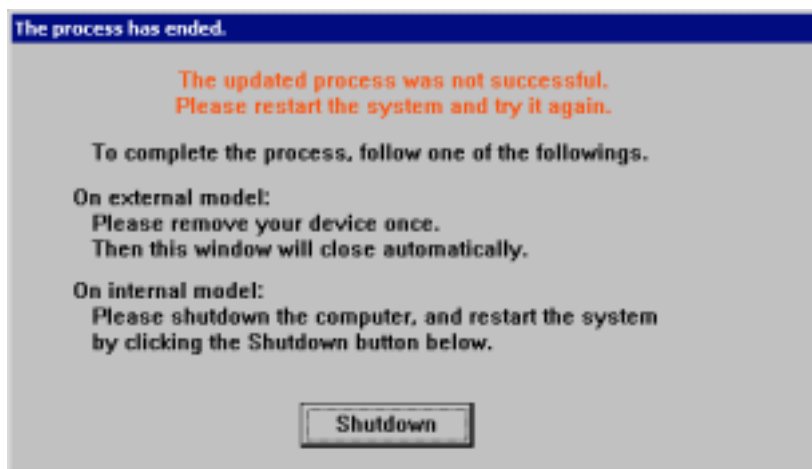 The process has ended.
The updated process was not successful.
Please restart the system and try it again.
To complete the process, follow one of the followings.
On external model:
Please remove your device once.
Then this window will close automatically.
On internal model:
Please shutdown the computer, and restart the system
by clicking the Shutdown button below.
Shutdown